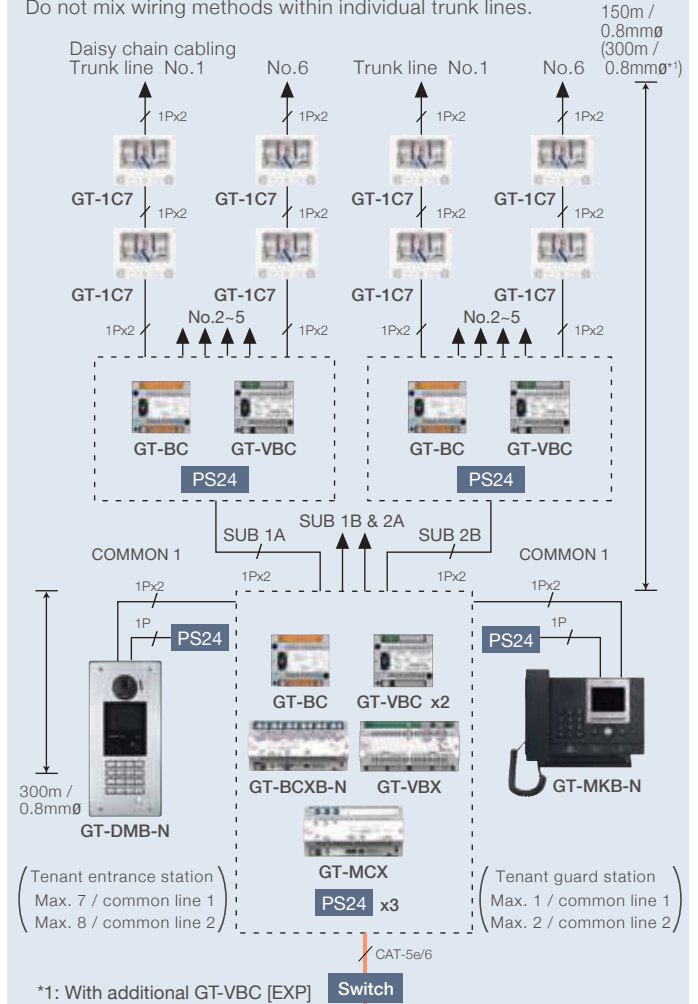 Do not mix wiring methods within individual trunk lines.
150m /
0.8mmø
(300m /
0.8mmø*1)
Daisy chain cabling
Trunk line No.1 No.6 Trunk line No.1 No.6
1Px2 1Px2 1Px2 1Px2
GT-1C7 GT-1C7 GT-1C7 GT-1C7
1Px2 1Px2 1Px2 1Px2
GT-1C7 GT-1C7 GT-1C7 GT-1C7
No.2~5 No.2~5
1Px2 1Px2 1Px2 1Px2
GT-BC GT-VBC GT-BC GT-VBC
PS24 PS24
SUB 1A SUB 1B & 2A SUB 2B
COMMON 1 COMMON 1
1Px2 1Px2 1Px2 1Px2
1P PS24 PS24 1P
GT-BC GT-VBC x2
GT-BCXB-N GT-VBX
GT-MKB-N
300m /
0.8mmø
GT-DMB-N
GT-MCX
PS24 x3
Tenant entrance station
Max. 7 / common line 1
Max. 8 / common line 2
Tenant guard station
Max. 1 / common line 1
Max. 2 / common line 2
CAT-5e/6
*1: With additional GT-VBC [EXP]
Switch